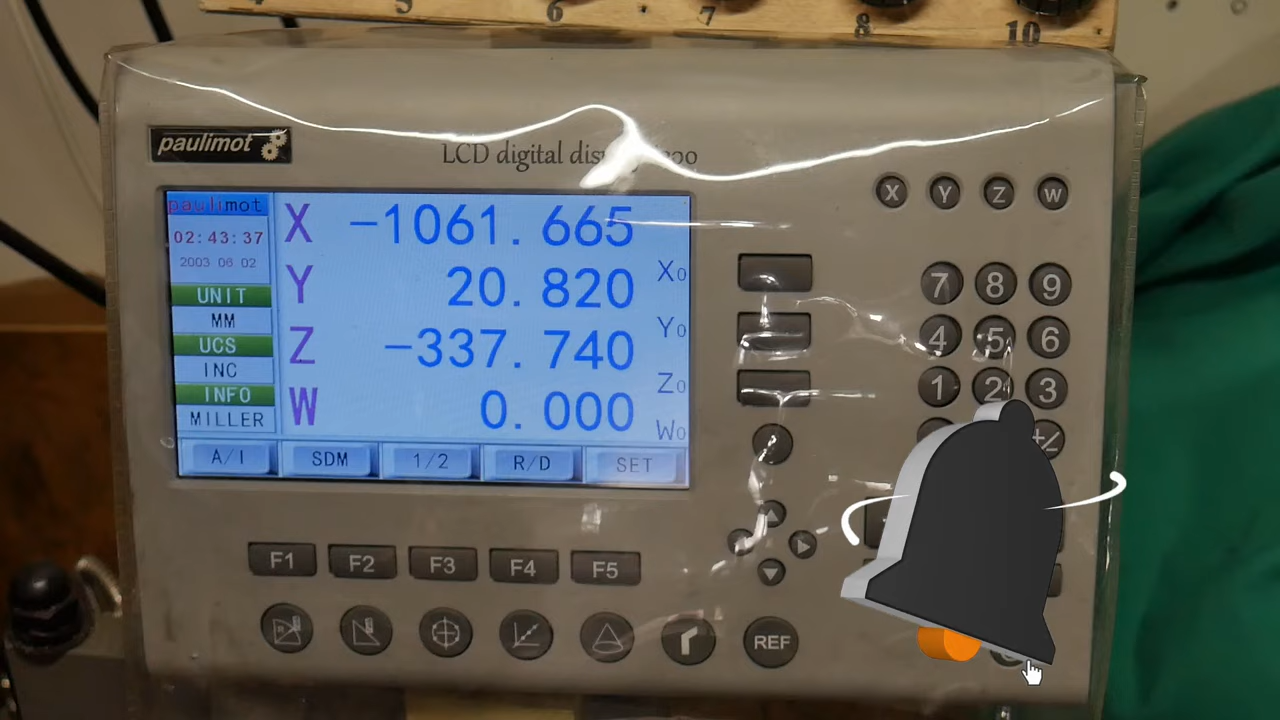 5 6 7 8 10
paulimot
LCD digital
X Y Z W
paulimot
02:43:37
2003 06 02
UNIT
MM
UCS
INC
INFO
MILLER
X -1061.665 X0
Y 20.820 Y0
Z -337.740 Z0
W 0.000 W0
A/I SDM 1/2 R/D SET
7 8 9
4 5 6
1 2 3
+/-
F1 F2 F3 F4 F5
R REF